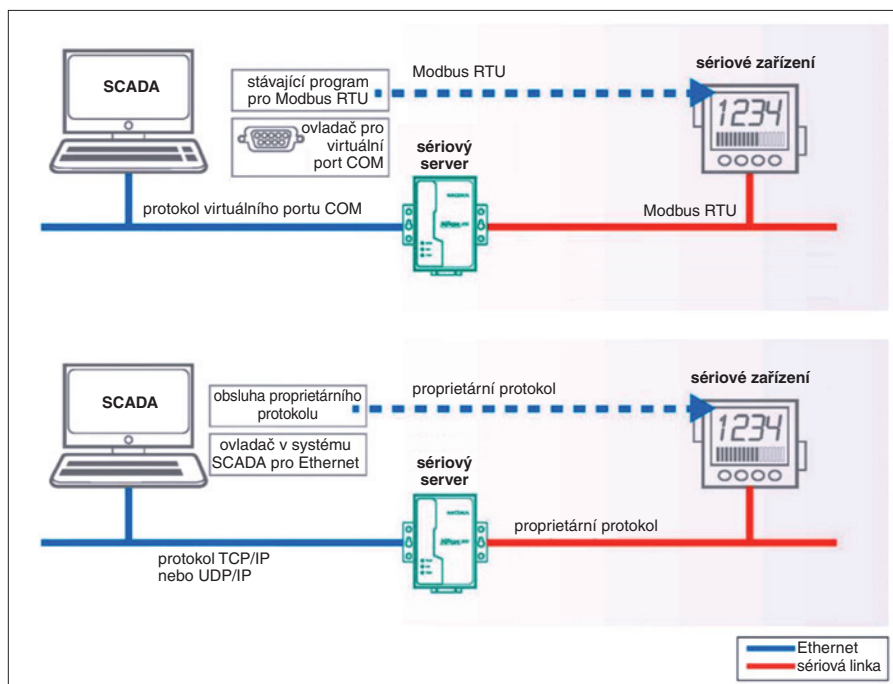 SCADA
stávající program
pro Modbus RTU
Modbus RTU
sériové zařízení
1234
ovladač pro
virtuální
port COM
sériový
server
protokol virtuálního portu COM
Modbus RTU
SCADA
obsluha proprietárního
protokolu
proprietární protokol
sériové zařízení
1234
ovladač v systému
SCADA pro Ethernet
sériový
server
proprietární protokol
protokol TCP/IP
nebo UDP/IP
Ethernet
sériová linka